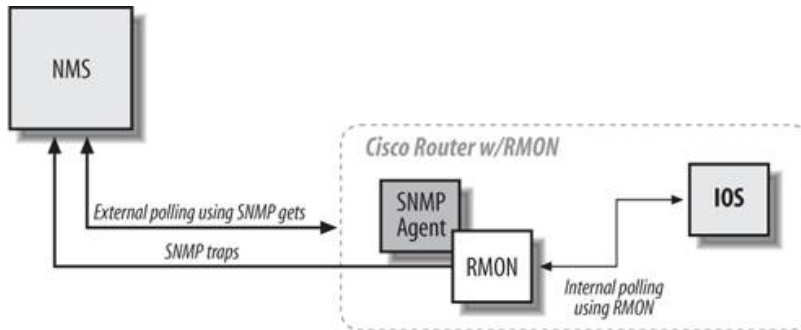 NMS
Cisco Router w/RMON
SNMP
Agent
IOS
External polling using SNMP gets
SNMP traps
RMON
Internal polling
using RMON